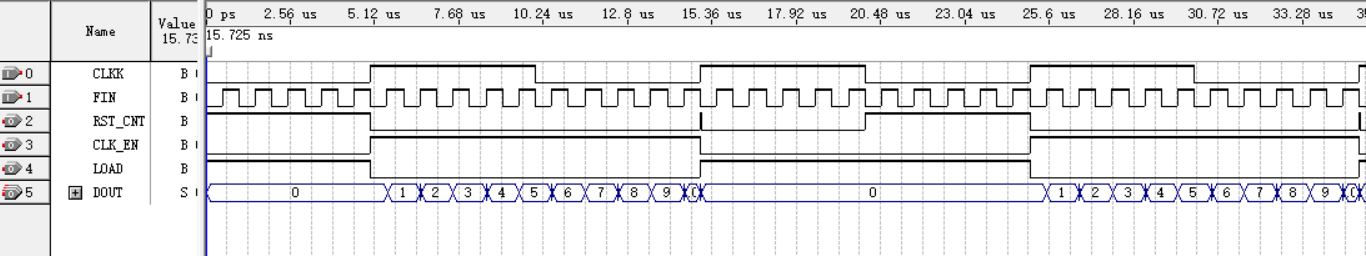 Name
Value
15.73
0 ps 2.56 us 5.12 us 7.68 us 10.24 us 12.8 us 15.36 us 17.92 us 20.48 us 23.04 us 25.6 us 28.16 us 30.72 us 33.28 us
15.725 ns
0 CLKK B
1 FIN B
2 RST_CNT B
3 CLK_EN B
4 LOAD B
5 DOUT S 0 1 2 3 4 5 6 7 8 9 0 0 1 2 3 4 5 6 7 8 9 0